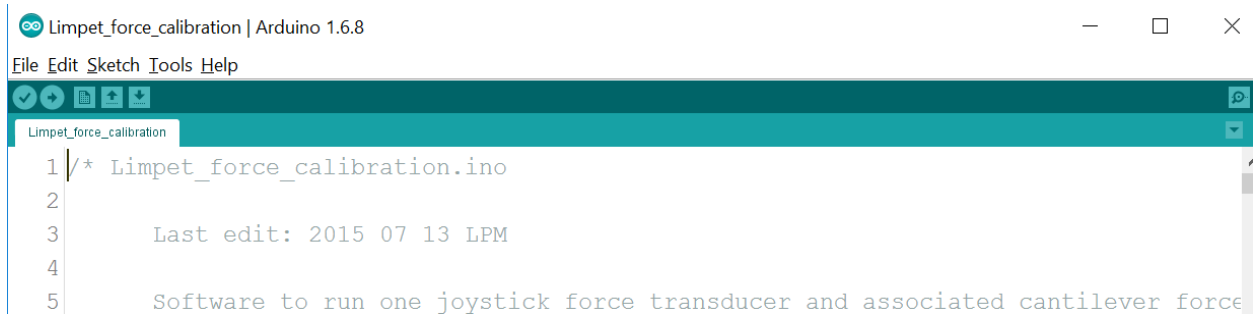 Limpet_force_calibration | Arduino 1.6.8
File Edit Sketch Tools Help
Limpet_force_calibration
1 /* Limpet_force_calibration.ino
2
3 Last edit: 2015 07 13 LPM
4
5 Software to run one joystick force transducer and associated cantilever force